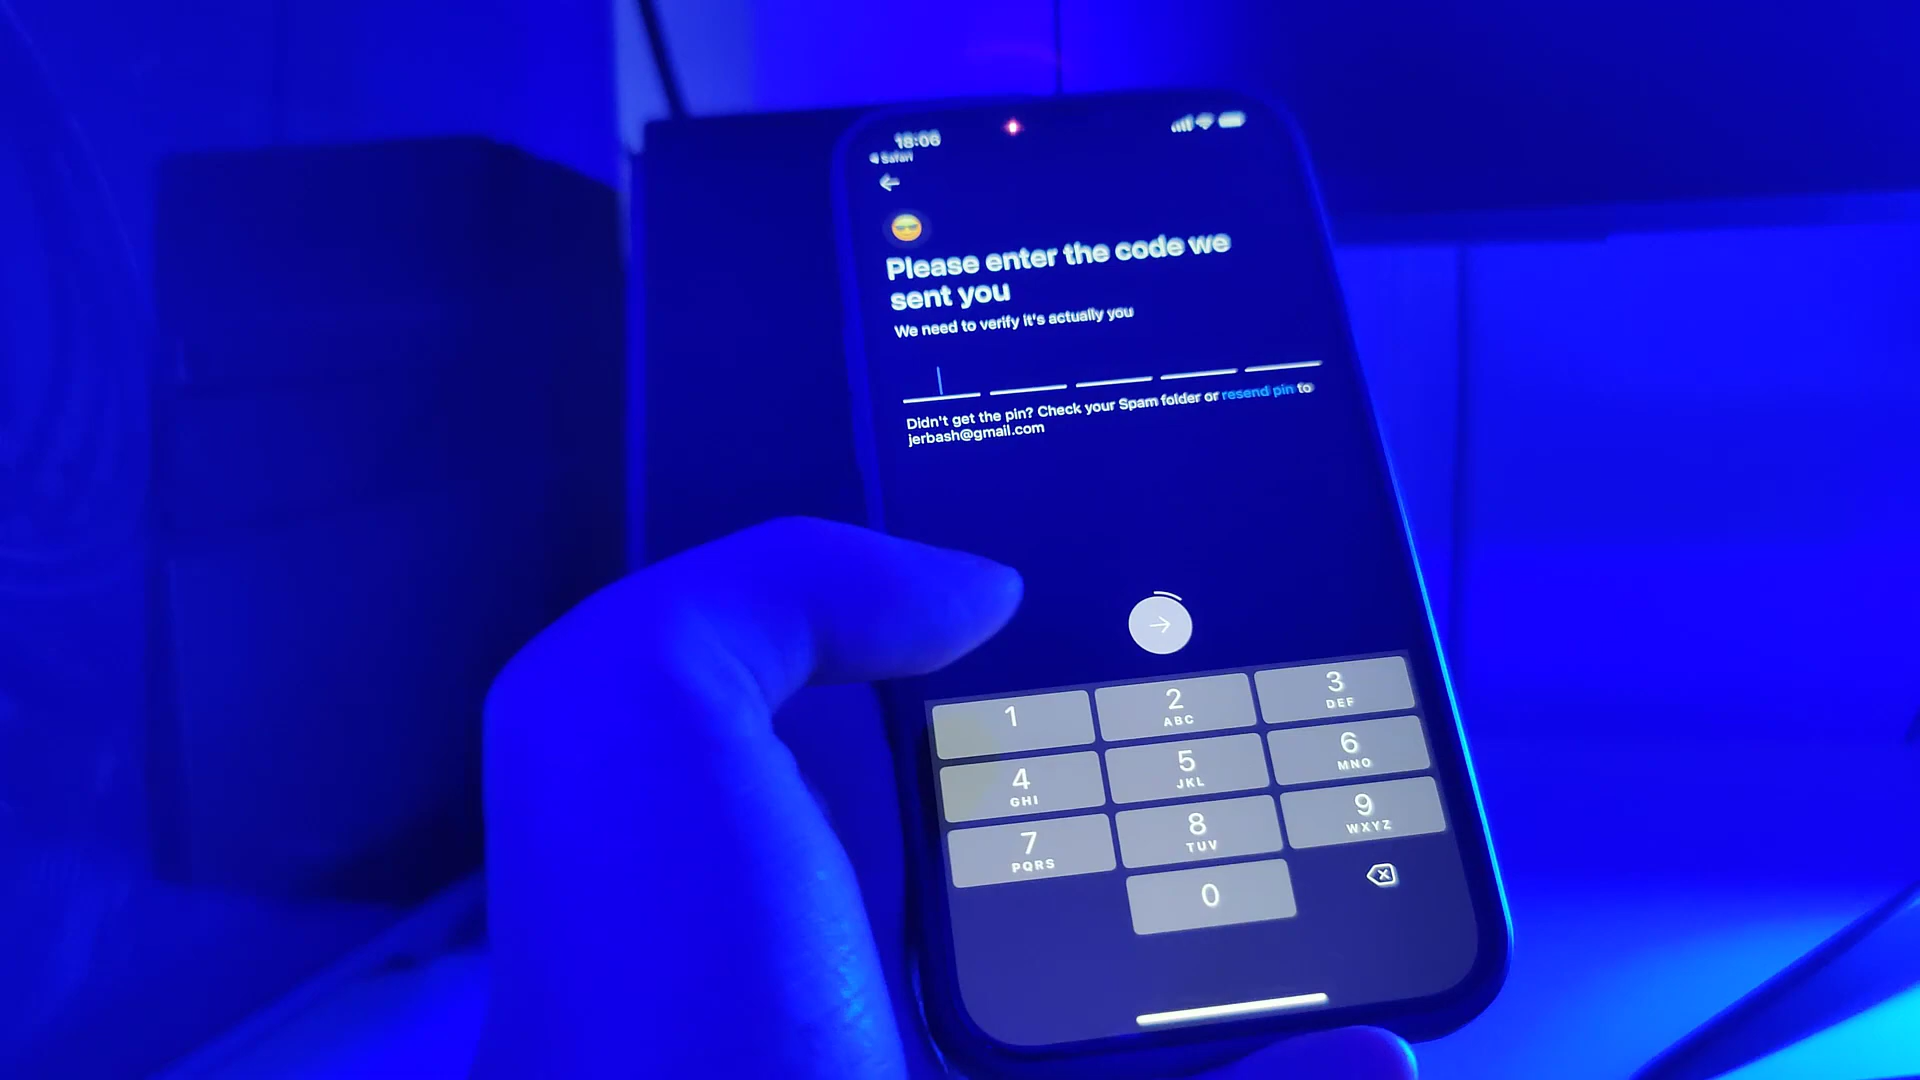 18:06
Safari
Please enter the code we
sent you
We need to verify it's actually you
Didn't get the pin? Check your Spam folder or resend pin to
jerbash@gmail.com
1
2
ABC
3
DEF
4
GHI
5
JKL
6
MNO
7
PQRS
8
TUV
9
WXYZ
0